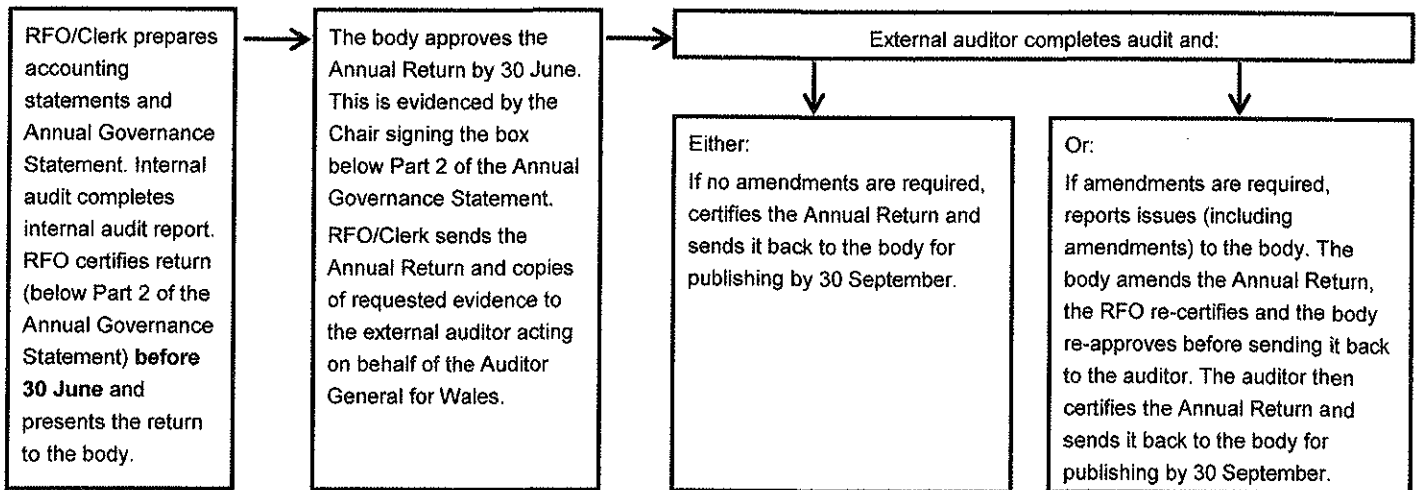 RFO/Clerk prepares
accounting
statements and
Annual Governance
Statement. Internal
audit completes
internal audit report.
RFO certifies return
(below Part 2 of the
Annual Governance
Statement) before
30 June and
presents the return
to the body.
The body approves the
Annual Return by 30 June.
This is evidenced by the
Chair signing the box
below Part 2 of the Annual
Governance Statement.
RFO/Clerk sends the
Annual Return and copies
of requested evidence to
the external auditor acting
on behalf of the Auditor
General for Wales.
External auditor completes audit and:
Either:
If no amendments are required,
certifies the Annual Return and
sends it back to the body for
publishing by 30 September.
Or:
If amendments are required,
reports issues (including
amendments) to the body. The
body amends the Annual Return,
the RFO re-certifies and the body
re-approves before sending it back
to the auditor. The auditor then
certifies the Annual Return and
sends it back to the body for
publishing by 30 September.